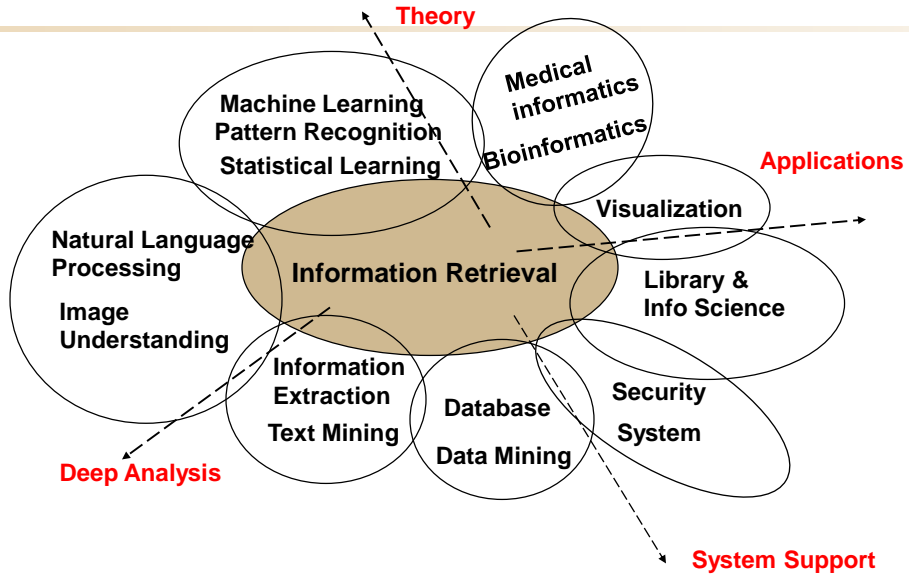 Theory
Medical
informatics
Bioinformatics
Machine Learning
Pattern Recognition
Statistical Learning
Applications
Visualization
Natural Language
Processing
Image
Understanding
Information Retrieval
Library &
Info Science
Information
Extraction
Text Mining
Database
Data Mining
Security
System
Deep Analysis
System Support